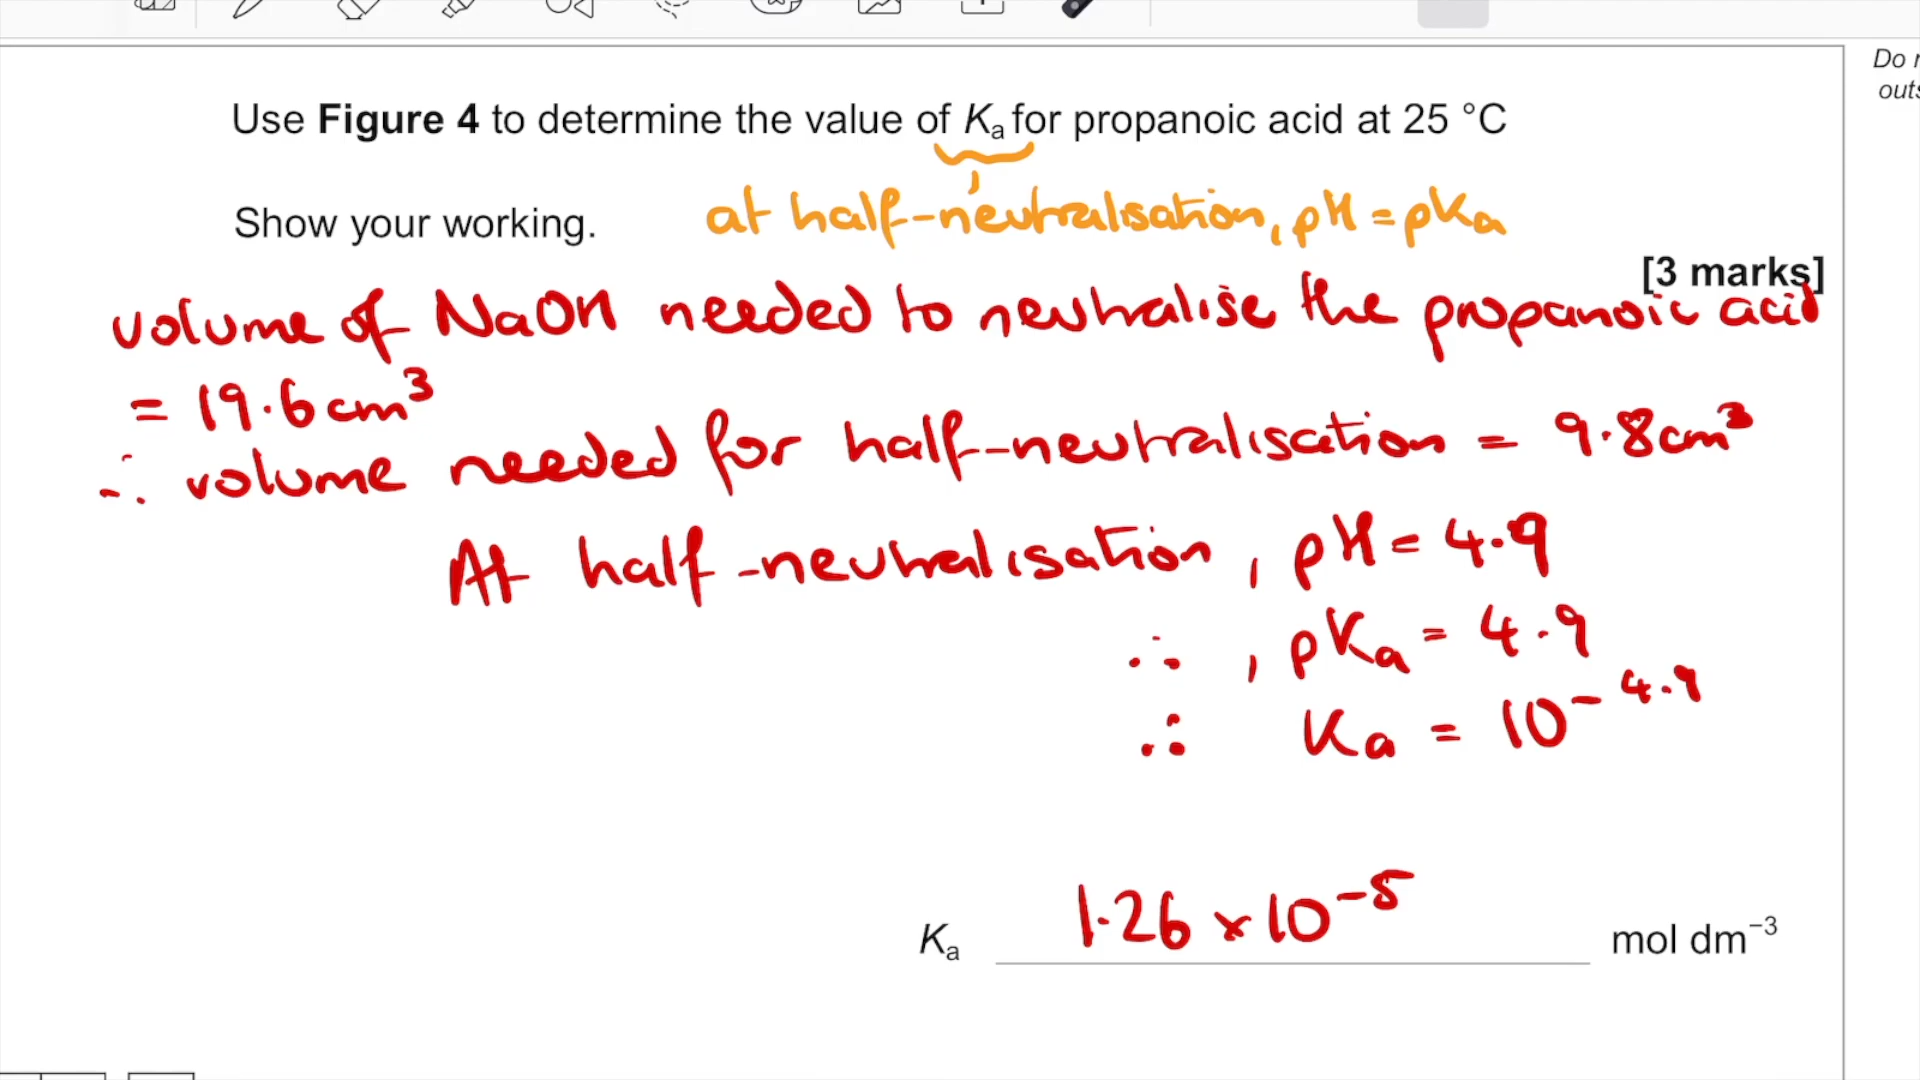 Do
outs
Use Figure 4 to determine the value of Ka for propanoic acid at 25 °C
Show your working.
at half-neutralisation, pH = pKa
[3 marks]
volume of NaOH needed to neutralise the propanoic acid
= 19.6cm³
∴ volume needed for half-neutralisation = 9.8cm³
At half-neutralisation, pH = 4.9
∴ , pKa = 4.9
∴ Ka = 10⁻⁴·⁹
Ka 1.26 × 10⁻⁵ mol dm⁻³